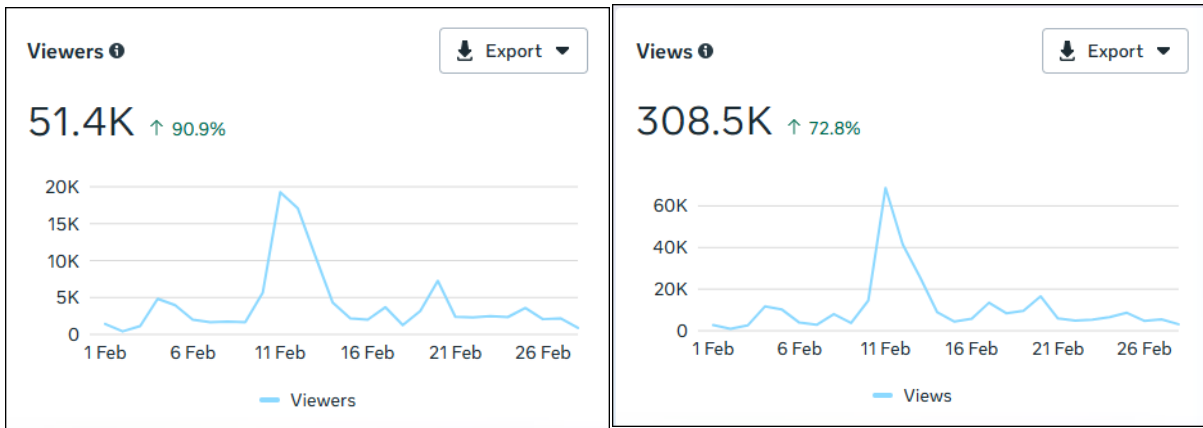 Viewers
Export
51.4K ↑ 90.9%
20K
15K
10K
5K
0
1 Feb 6 Feb 11 Feb 16 Feb 21 Feb 26 Feb
Viewers
Views
Export
308.5K ↑ 72.8%
60K
40K
20K
0
1 Feb 6 Feb 11 Feb 16 Feb 21 Feb 26 Feb
Views